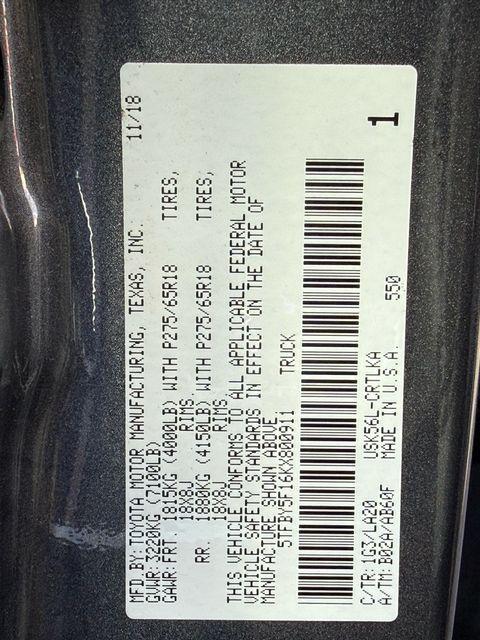 MFD.BY:TOYOTA MOTOR MANUFACTURING, TEXAS, INC. 11/18
GVWR:3220KG (7100LB)
GAWR:FRT. 1815KG (4000LB) WITH P275/65R18 TIRES,
18X8J RIMS.
RR. 1880KG (4150LB) WITH P275/65R18 TIRES,
18X8J RIMS.
THIS VEHICLE CONFORMS TO ALL APPLICABLE FEDERAL MOTOR
VEHICLE SAFETY STANDARDS IN EFFECT ON THE DATE OF
MANUFACTURE SHOWN ABOVE.
5TFBY5F16KX800911 TRUCK
C/TR:1G3/LA20 USK56L-CRTLKA 550
A/TM:B02A/AB60F MADE IN U.S.A. 1